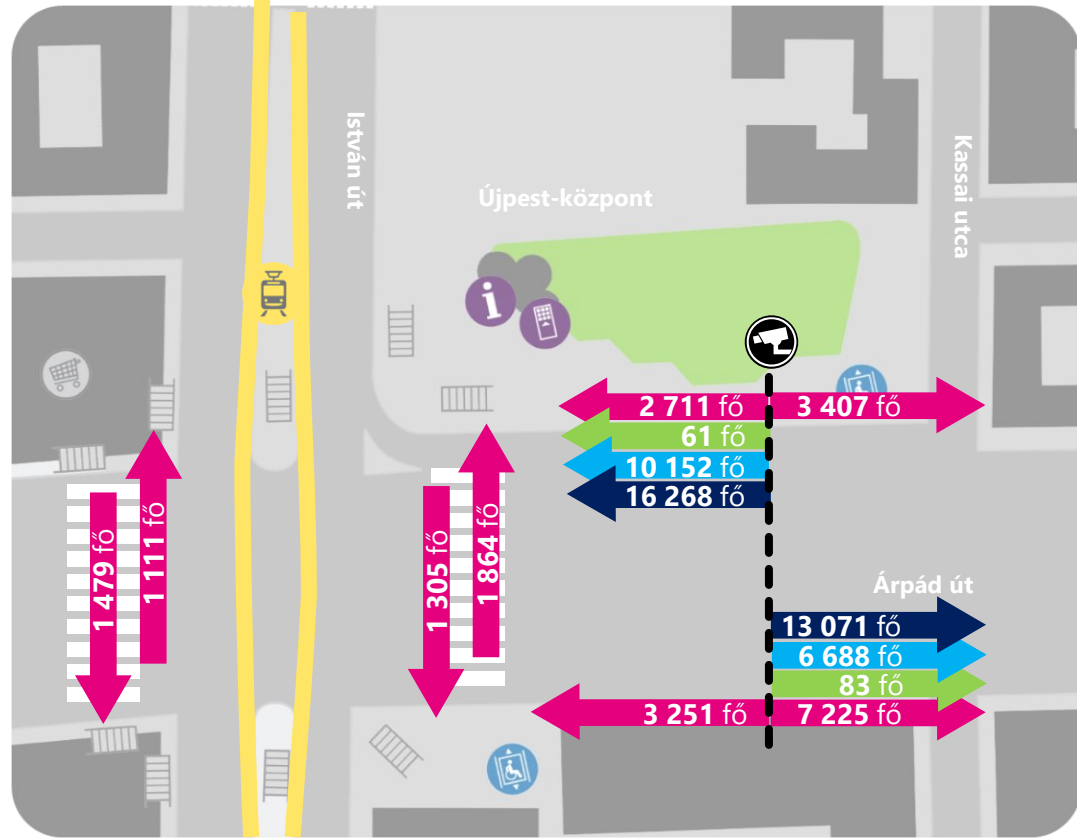 István út
Kassai utca
Újpest-központ
i
2 711 fő
3 407 fő
61 fő
10 152 fő
16 268 fő
1 479 fő
1 111 fő
1 305 fő
1 864 fő
Árpád út
13 071 fő
6 688 fő
83 fő
3 251 fő
7 225 fő